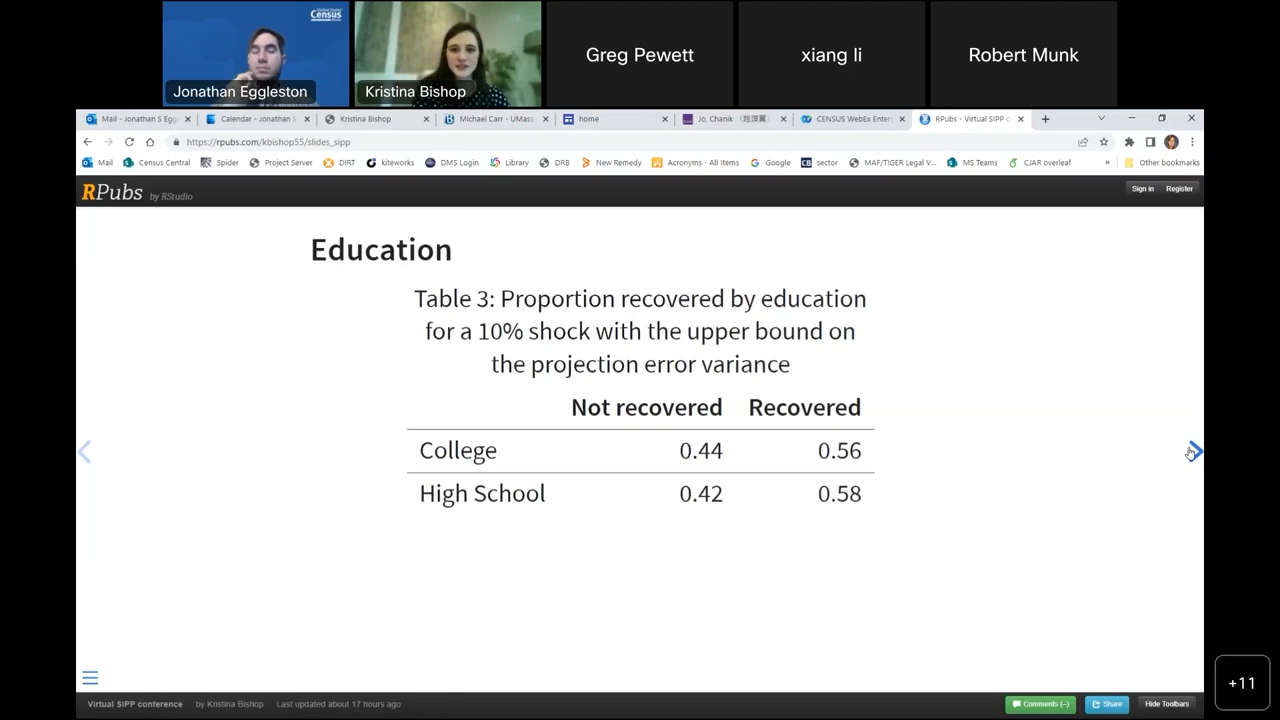 United States
Census
Jonathan Eggleston
Kristina Bishop
Greg Pewett
xiang li
Robert Munk
Mail - Jonathan S Egg
Calendar - Jonathan S
Kristina Bishop
Michael Carr - UMass
home
Jo, Chanik
CENSUS WebEx Enter
RPubs - Virtual SIPP c
https://rpubs.com/kbishop55/slides_sipp
Mail
Census Central
Spider
Project Server
DIRT
kiteworks
DMS Login
Library
DRB
New Remedy
Acronyms - All Items
Google
sector
MAF/TIGER Legal V...
MS Teams
CJAR overleaf
»
Other bookmarks
RPubs by RStudio
Sign in
Register
Education
Table 3: Proportion recovered by education
for a 10% shock with the upper bound on
the projection error variance
Not recovered Recovered
College 0.44 0.56
High School 0.42 0.58
Virtual SIPP conference by Kristina Bishop Last updated about 17 hours ago
Comments (–)
Share
Hide Toolbars
+11